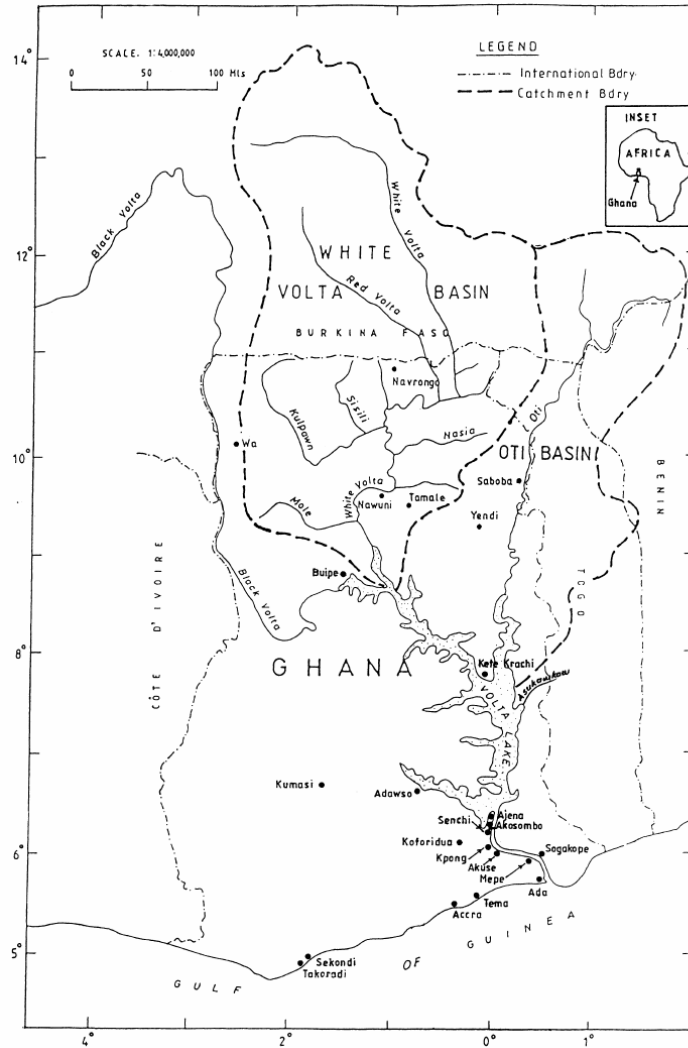 SCALE. 1:4,000,000
0 50 100 Mls
LEGEND
International Bdry
Catchment Bdry
INSET
AFRICA
Ghana
14°
12°
10°
8°
6°
5°
4°
2°
0°
1°
Black Volta
White Volta
WHITE
VOLTA BASIN
Red Volta
BURKINA FASO
Navrongo
Kulpawn
Sisili
Nasia
Oti
Wa
OTI BASIN
White Volta
Nawuni
Tamale
Saboba
Mole
Yendi
BENIN
TOGO
Buipe
Black Volta
CÔTE D'IVOIRE
GHANA
Kete Krachi
Asukawkaw
VOLTA LAKE
Kumasi
Adawso
Ajena
Senchi
Akosombo
Koforidua
Kpong
Akuse
Sogakope
Mepe
Ada
Tema
Accra
Sekondi
Takoradi
GULF OF GUINEA